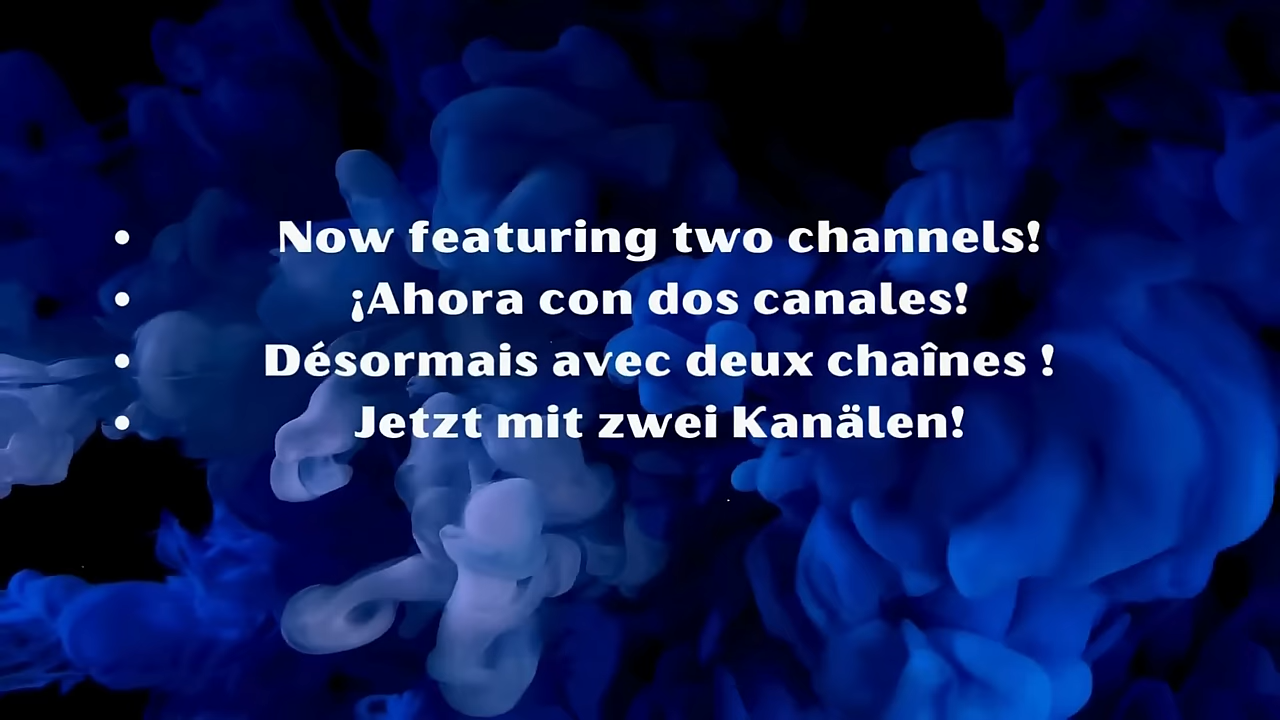 • Now featuring two channels!
• ¡Ahora con dos canales!
• Désormais avec deux chaînes !
• Jetzt mit zwei Kanälen!